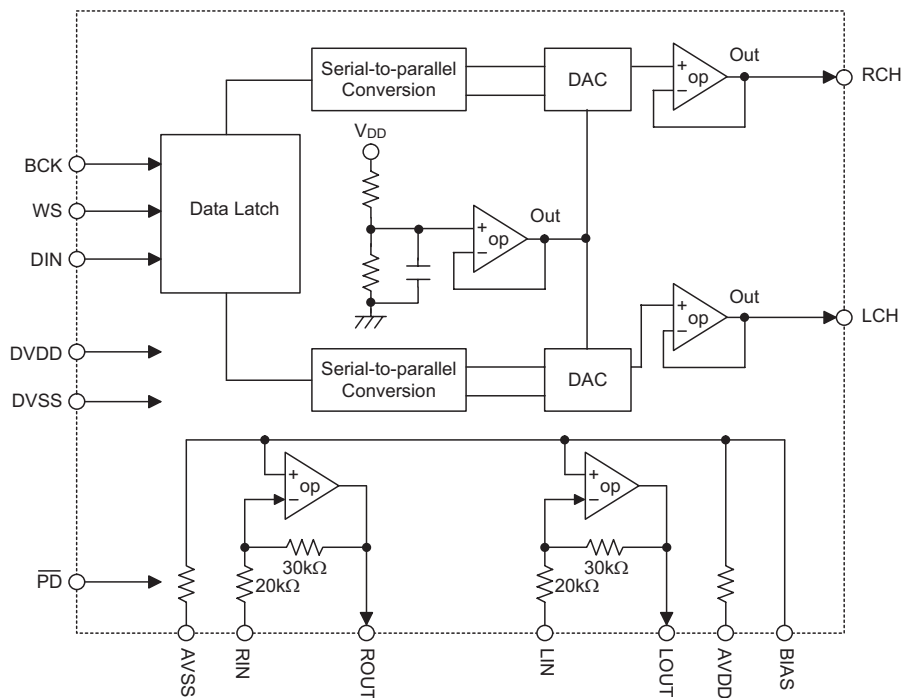 Serial-to-parallel
Conversion
DAC
+
−
op
Out
RCH
BCK
WS
DIN
Data Latch
VDD
+
−
op
Out
+
−
op
Out
LCH
DVDD
DVSS
Serial-to-parallel
Conversion
DAC
+
−
op
30kΩ
20kΩ
+
−
op
30kΩ
20kΩ
PD
AVSS
RIN
ROUT
LIN
LOUT
AVDD
BIAS